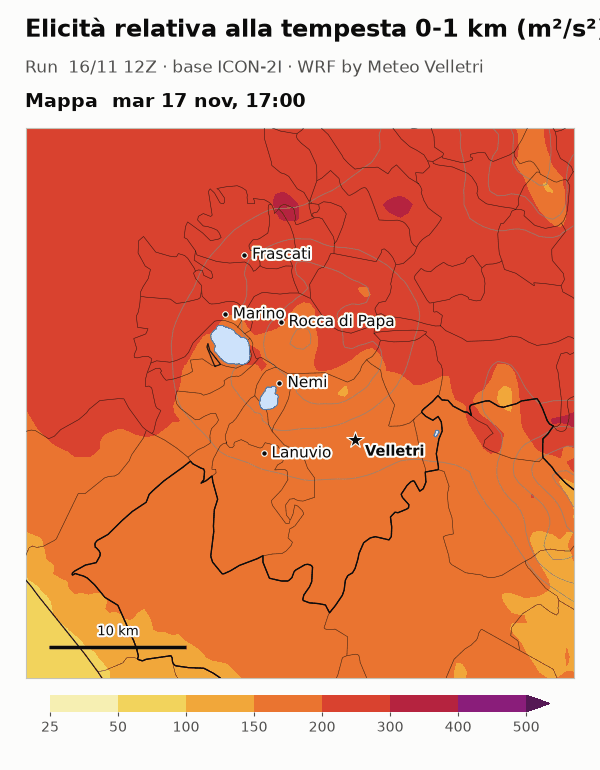 Elicità relativa alla tempesta 0-1 km (m²/s²)
Run 16/11 12Z · base ICON-2I · WRF by Meteo Velletri
Mappa mar 17 nov, 17:00
Frascati
Marino
Rocca di Papa
Nemi
Lanuvio
Velletri
10 km
25 50 100 150 200 300 400 500